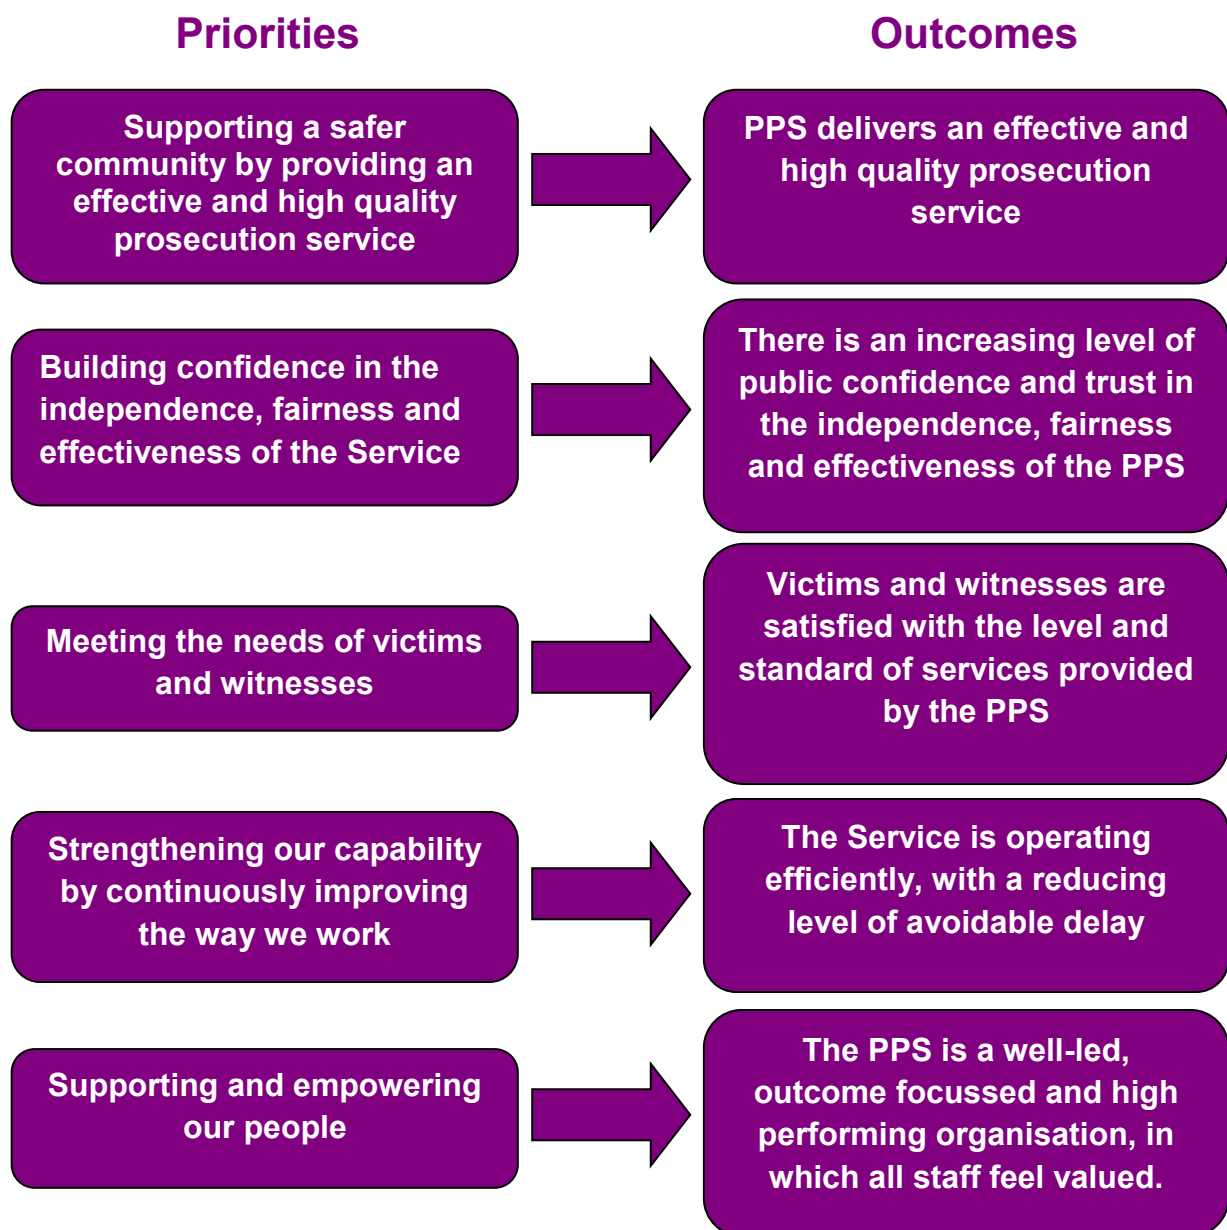 Priorities
Outcomes
Supporting a safer
community by providing an
effective and high quality
prosecution service
PPS delivers an effective and
high quality prosecution
service
Building confidence in the
independence, fairness and
effectiveness of the Service
There is an increasing level of
public confidence and trust in
the independence, fairness
and effectiveness of the PPS
Meeting the needs of victims
and witnesses
Victims and witnesses are
satisfied with the level and
standard of services provided
by the PPS
Strengthening our capability
by continuously improving
the way we work
The Service is operating
efficiently, with a reducing
level of avoidable delay
Supporting and empowering
our people
The PPS is a well-led,
outcome focussed and high
performing organisation, in
which all staff feel valued.